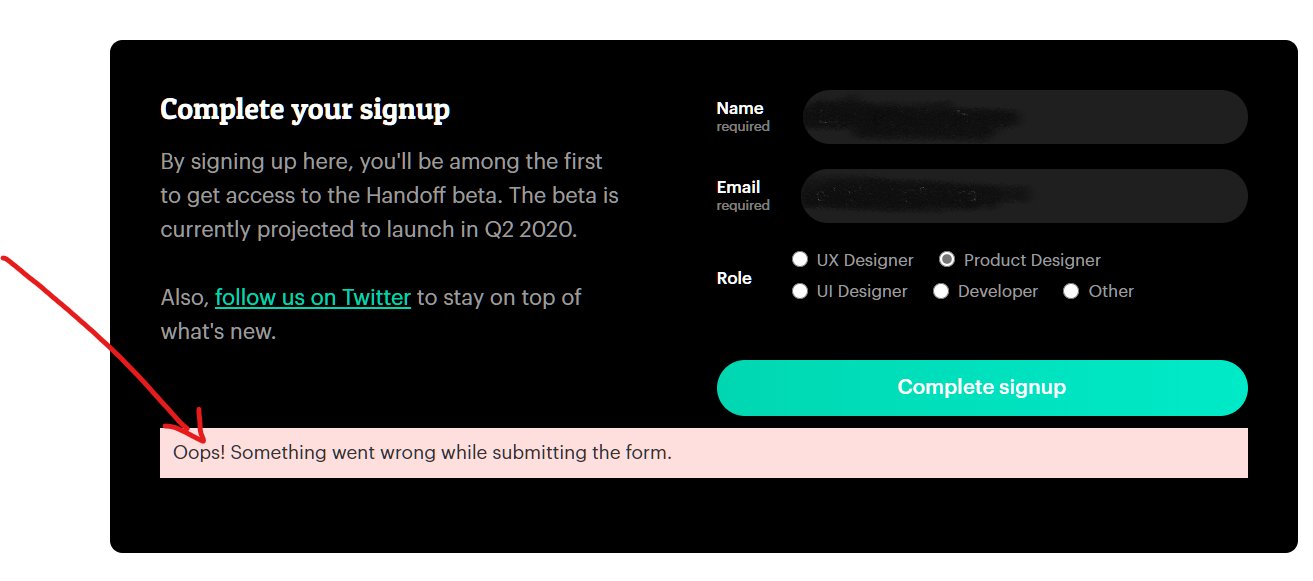 Complete your signup
By signing up here, you'll be among the first
to get access to the Handoff beta. The beta is
currently projected to launch in Q2 2020.
Also, follow us on Twitter to stay on top of
what's new.
Name
required
Email
required
Role
UX Designer Product Designer
UI Designer Developer Other
Complete signup
Oops! Something went wrong while submitting the form.